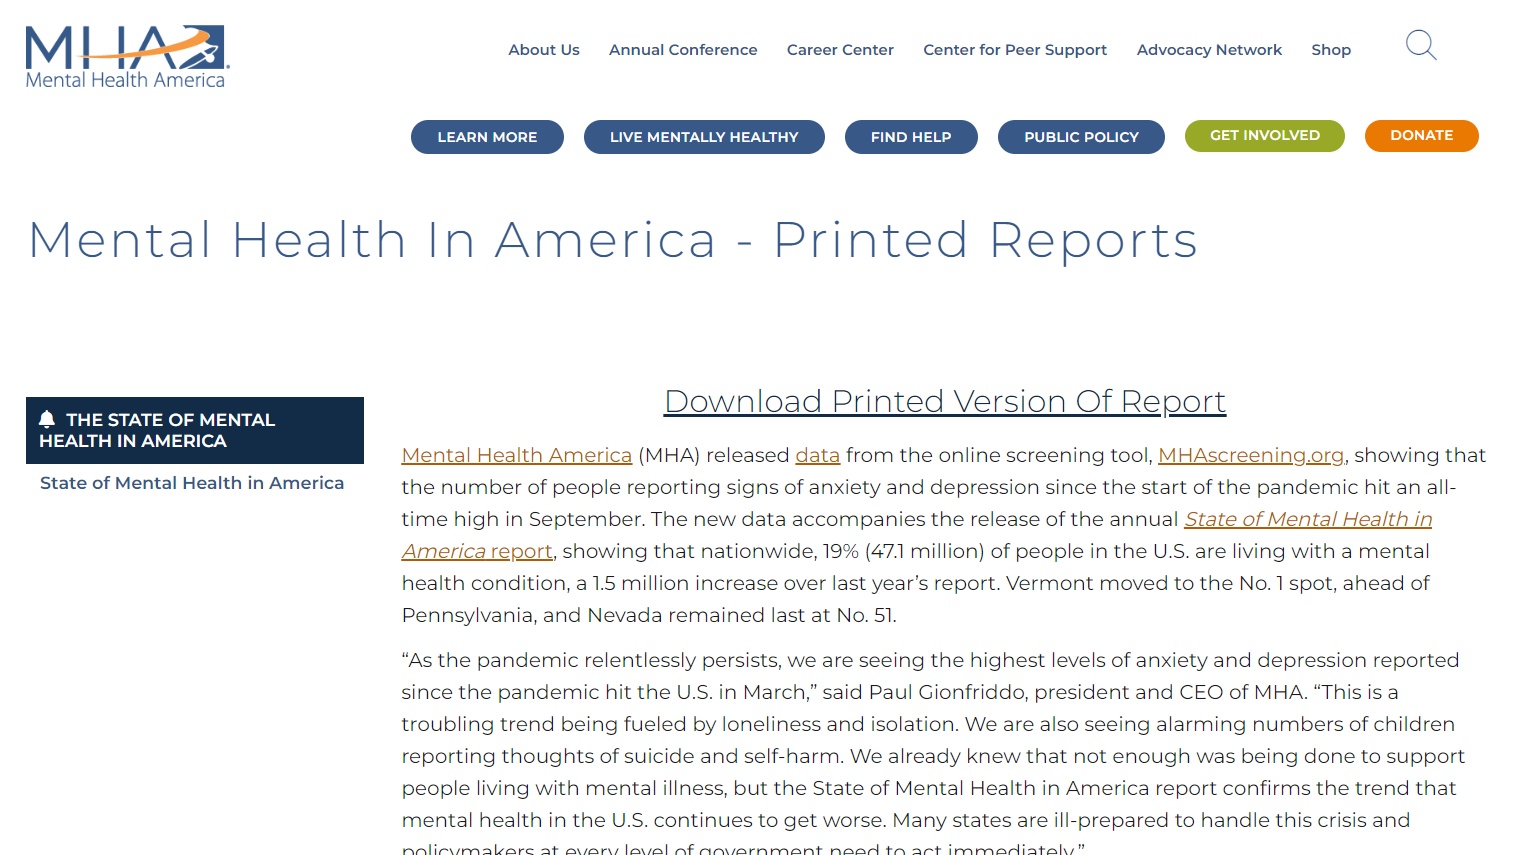 MHA
Mental Health America
About Us Annual Conference Career Center Center for Peer Support Advocacy Network Shop
LEARN MORE LIVE MENTALLY HEALTHY FIND HELP PUBLIC POLICY GET INVOLVED DONATE
Mental Health In America - Printed Reports
THE STATE OF MENTAL
HEALTH IN AMERICA
State of Mental Health in America
Download Printed Version Of Report
Mental Health America (MHA) released data from the online screening tool, MHAscreening.org, showing that
the number of people reporting signs of anxiety and depression since the start of the pandemic hit an all-
time high in September. The new data accompanies the release of the annual State of Mental Health in
America report, showing that nationwide, 19% (47.1 million) of people in the U.S. are living with a mental
health condition, a 1.5 million increase over last year’s report. Vermont moved to the No. 1 spot, ahead of
Pennsylvania, and Nevada remained last at No. 51.
“As the pandemic relentlessly persists, we are seeing the highest levels of anxiety and depression reported
since the pandemic hit the U.S. in March,” said Paul Gionfriddo, president and CEO of MHA. “This is a
troubling trend being fueled by loneliness and isolation. We are also seeing alarming numbers of children
reporting thoughts of suicide and self-harm. We already knew that not enough was being done to support
people living with mental illness, but the State of Mental Health in America report confirms the trend that
mental health in the U.S. continues to get worse. Many states are ill-prepared to handle this crisis and
policymakers at every level of government need to act immediately.”